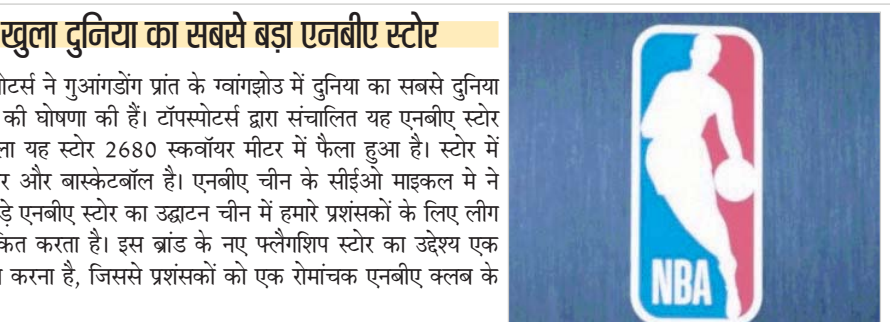 खुला दुनिया का सबसे बड़ा एनबीए स्टोर
पोटर्स ने गुआंगडोंग प्रांत के ग्वांगझोउ में दुनिया का सबसे दुनिया
की घोषणा की हैं। टॉपस्पोटर्स द्वारा संचालित यह एनबीए स्टोर
ला यह स्टोर 2680 स्कवॉयर मीटर में फैला हुआ है। स्टोर में
र और बास्केटबॉल है। एनबीए चीन के सीईओ माइकल मे ने
ड़े एनबीए स्टोर का उद्घाटन चीन में हमारे प्रशंसकों के लिए लीग
कित करता है। इस ब्रांड के नए फ्लैगशिप स्टोर का उद्देश्य एक
करना है, जिससे प्रशंसकों को एक रोमांचक एनबीए क्लब के
NBA